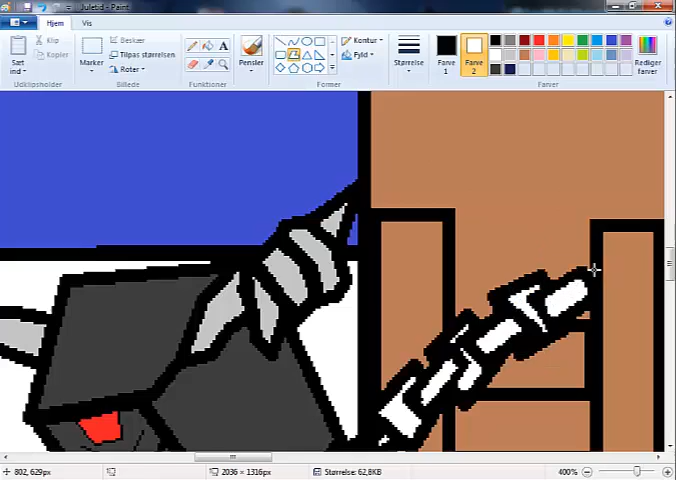 Juletid - Paint
Hjem Vis
Sæt ind
Klip
Kopier
Udklipsholder
Marker
Beskær
Tilpas størrelse
Roter
Billede
A
Funktioner
Pensler
Kontur
Fyld
Former
Størrelse
Farve 1
Farve 2
Rediger farver
Farver
802, 629px
2036 × 1316px
Størrelse: 62,8KB
400%